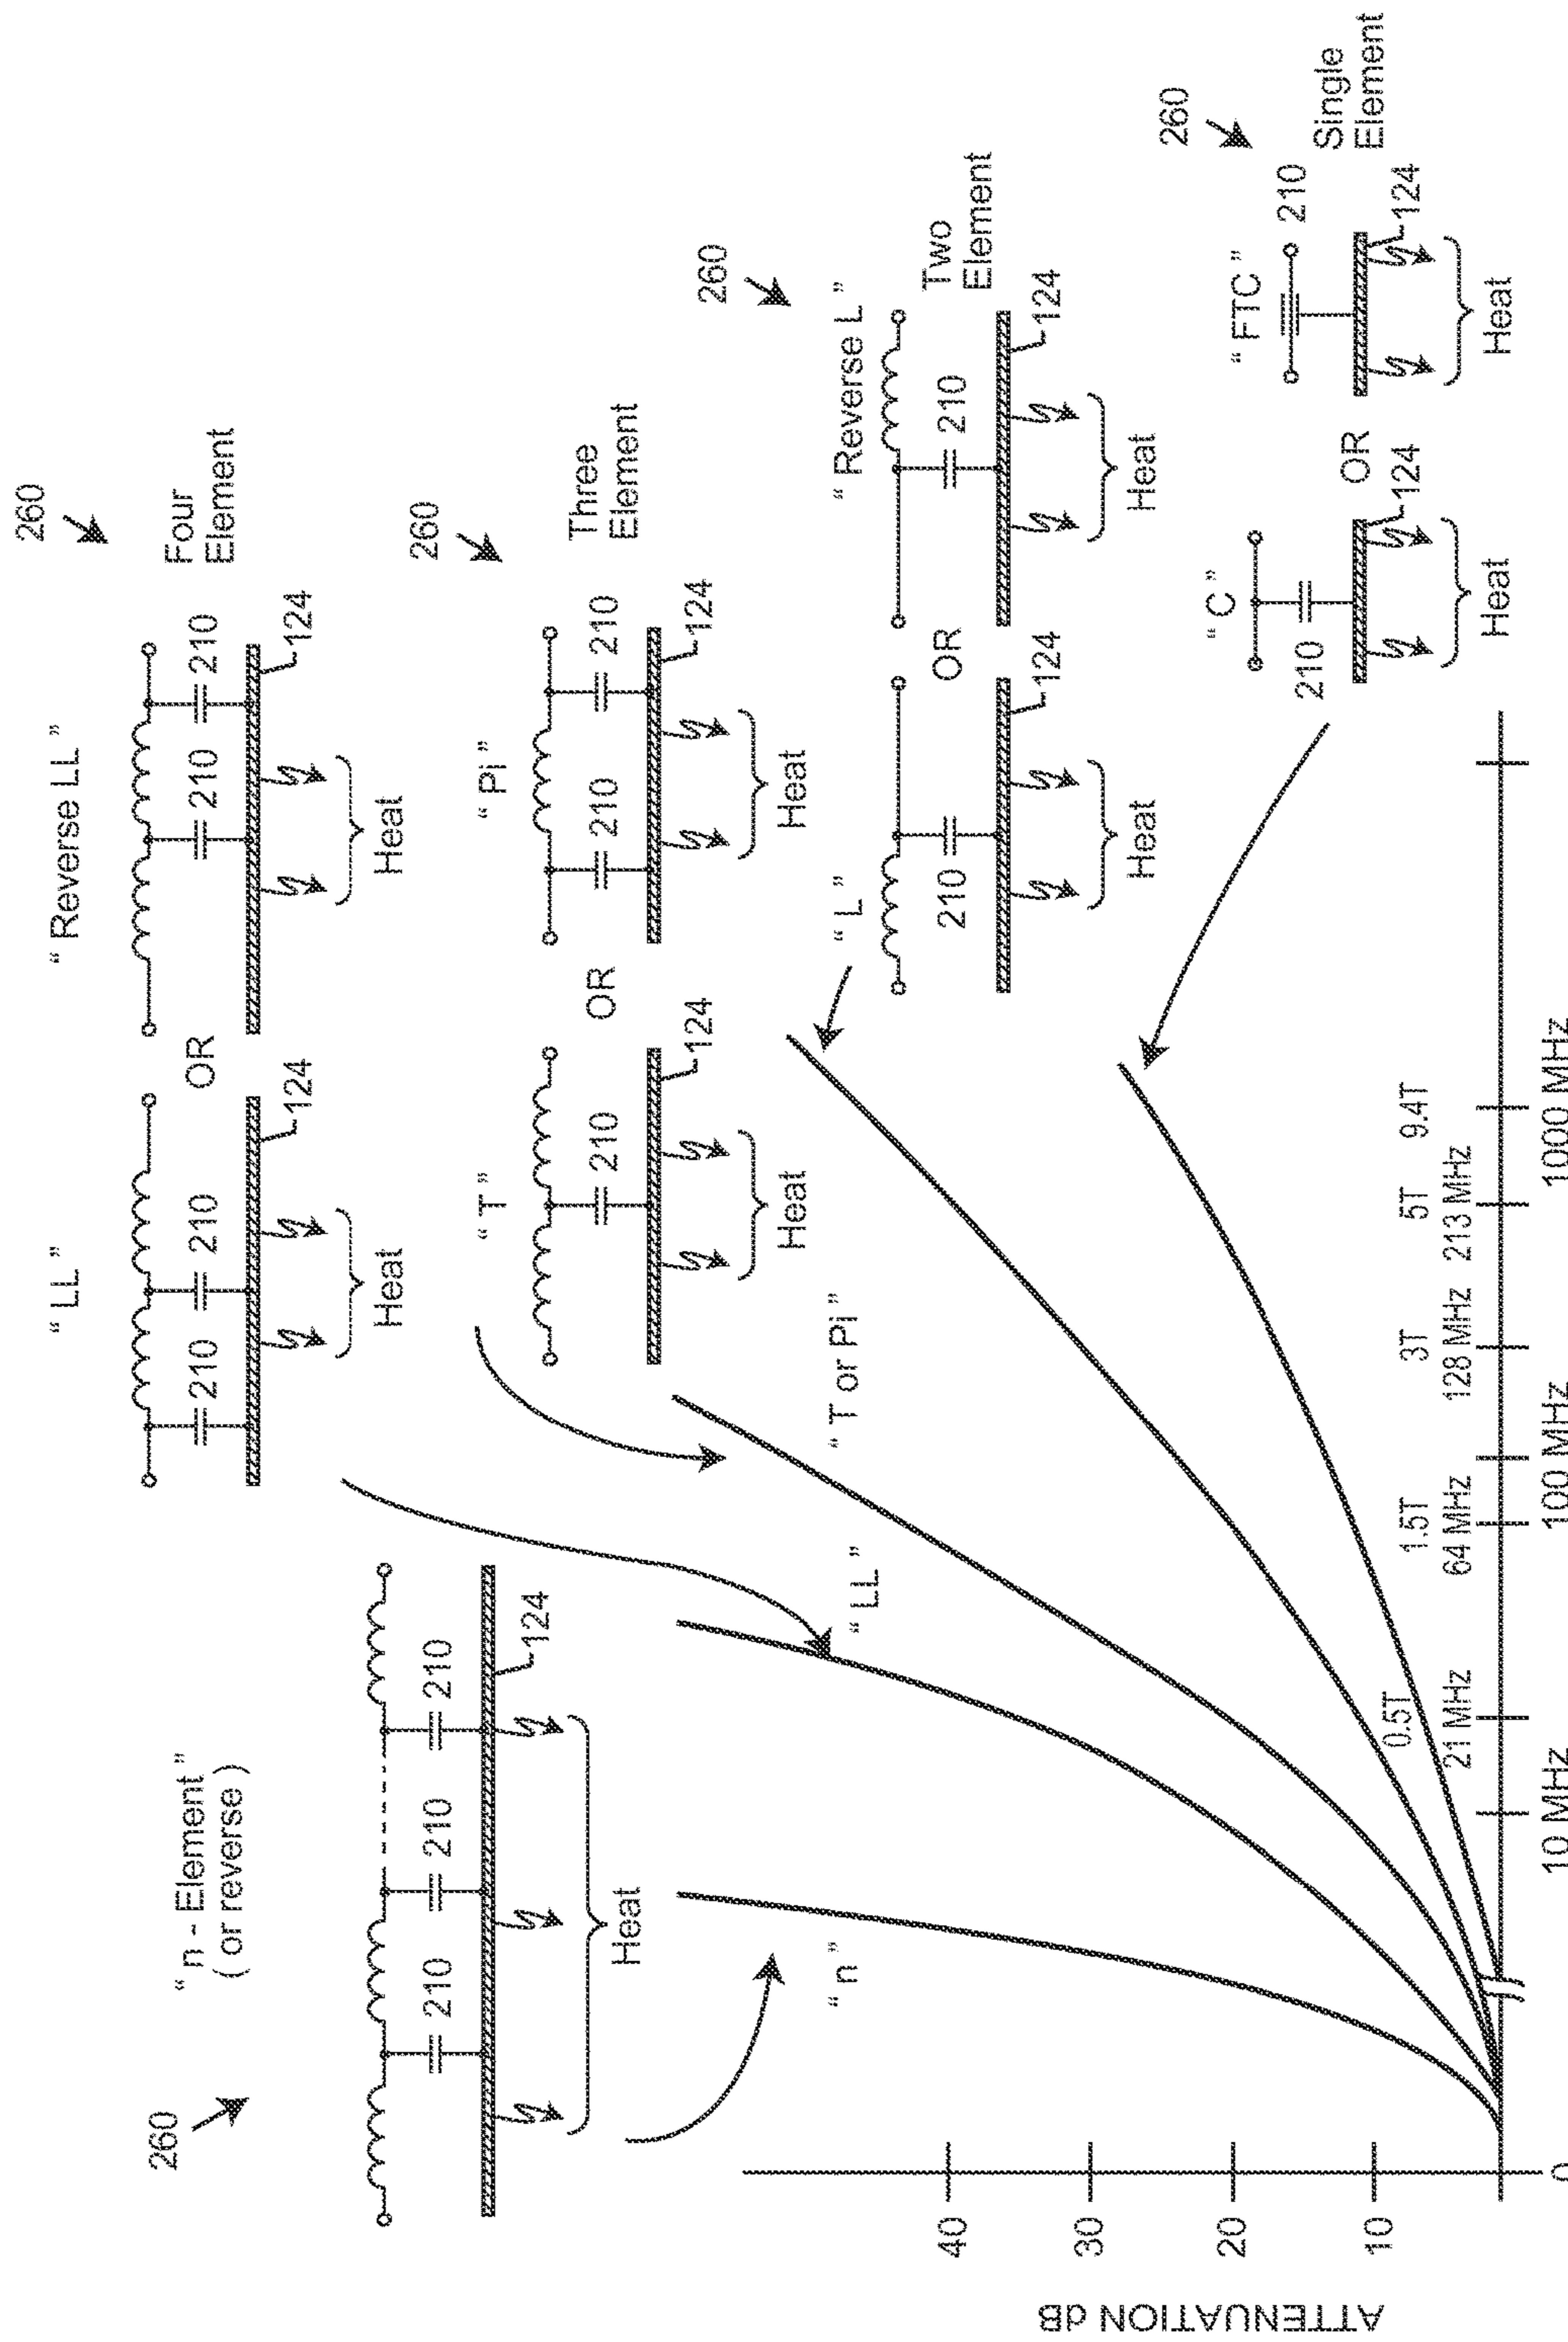 260
“ LL ”
“ Reverse LL ”
260
“ n - Element ”
( or reverse )
Four
Element
210
210
OR
210
210
124
124
Heat
Heat
210
210
210
124
Heat
260
“ T ”
“ Pi ”
Three
Element
210
OR
210
210
124
124
Heat
Heat
260
“ n ”
“ LL ”
“ T or Pi ”
“ L ”
“ Reverse L ”
Two
Element
210
OR
210
124
124
Heat
Heat
260
“ C ”
“ FTC ”
210
210
Single
Element
OR
124
124
Heat
Heat
ATTENUATION dB
40
30
20
10
0.5T
1.5T
3T
5T
9.4T
21 MHz
64 MHz
128 MHz
213 MHz
0
10 MHz
100 MHz
1000 MHz